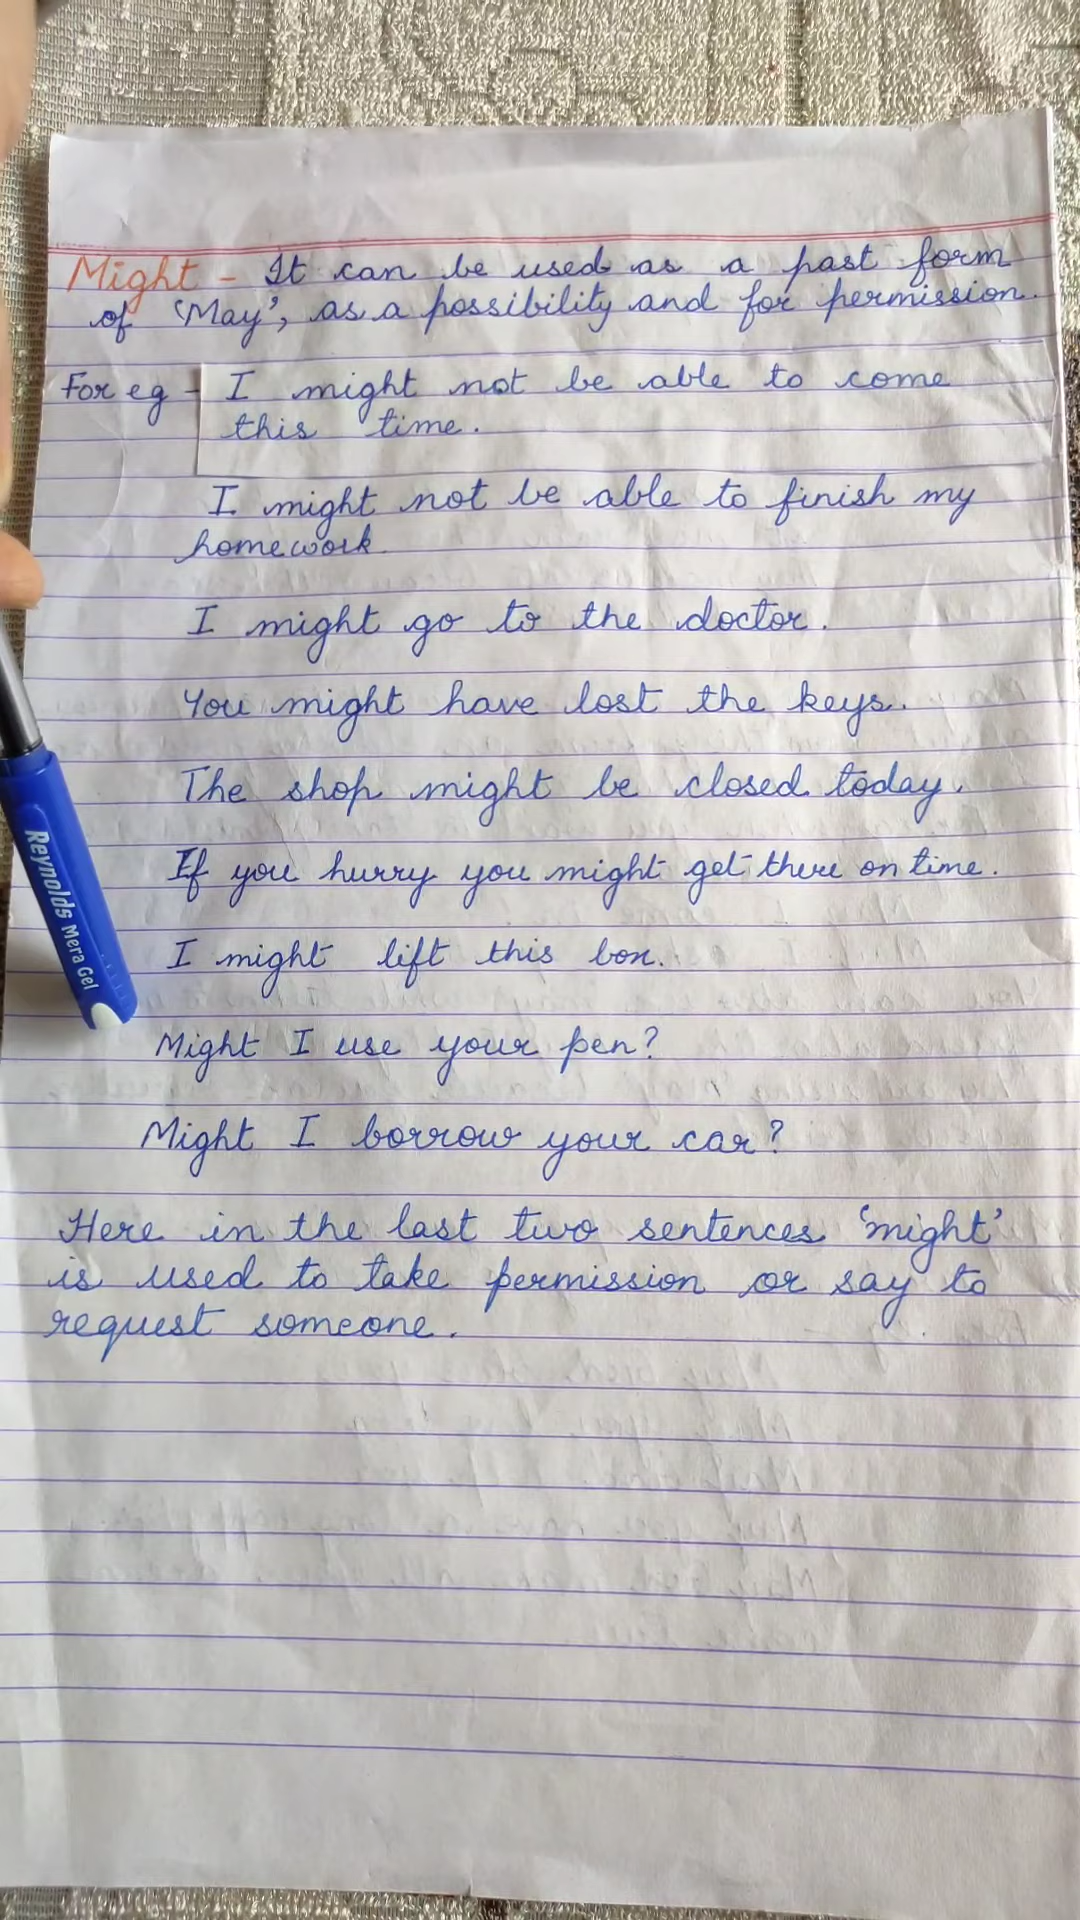 Might - It can be used as a past form
of 'May', as a possibility and for permission.
For eg - I might not be able to come
this time.
I might not be able to finish my
homework
I might go to the doctor.
You might have lost the keys.
The shop might be closed today.
If you hurry you might get there on time.
I might lift this box.
Might I use your pen?
Might I borrow your car?
Here in the last two sentences 'might'
is used to take permission or say to
request someone.
Reynolds Mera Gel